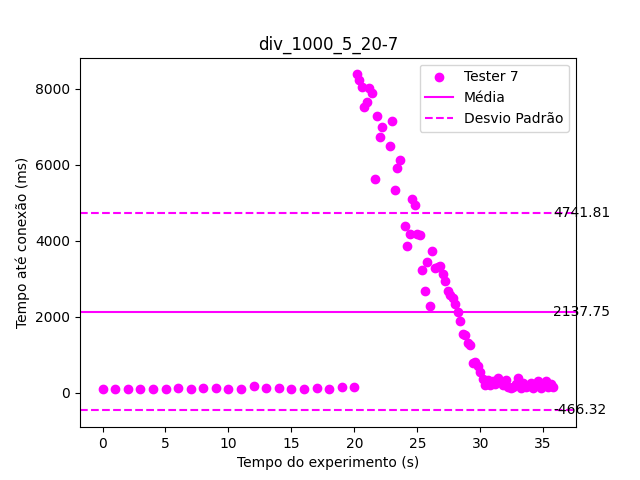 div_1000_5_20-7
Tester 7
Média
Desvio Padrão
8000
6000
4000
2000
0
Tempo até conexão (ms)
4741.81
2137.75
-466.32
0 5 10 15 20 25 30 35
Tempo do experimento (s)